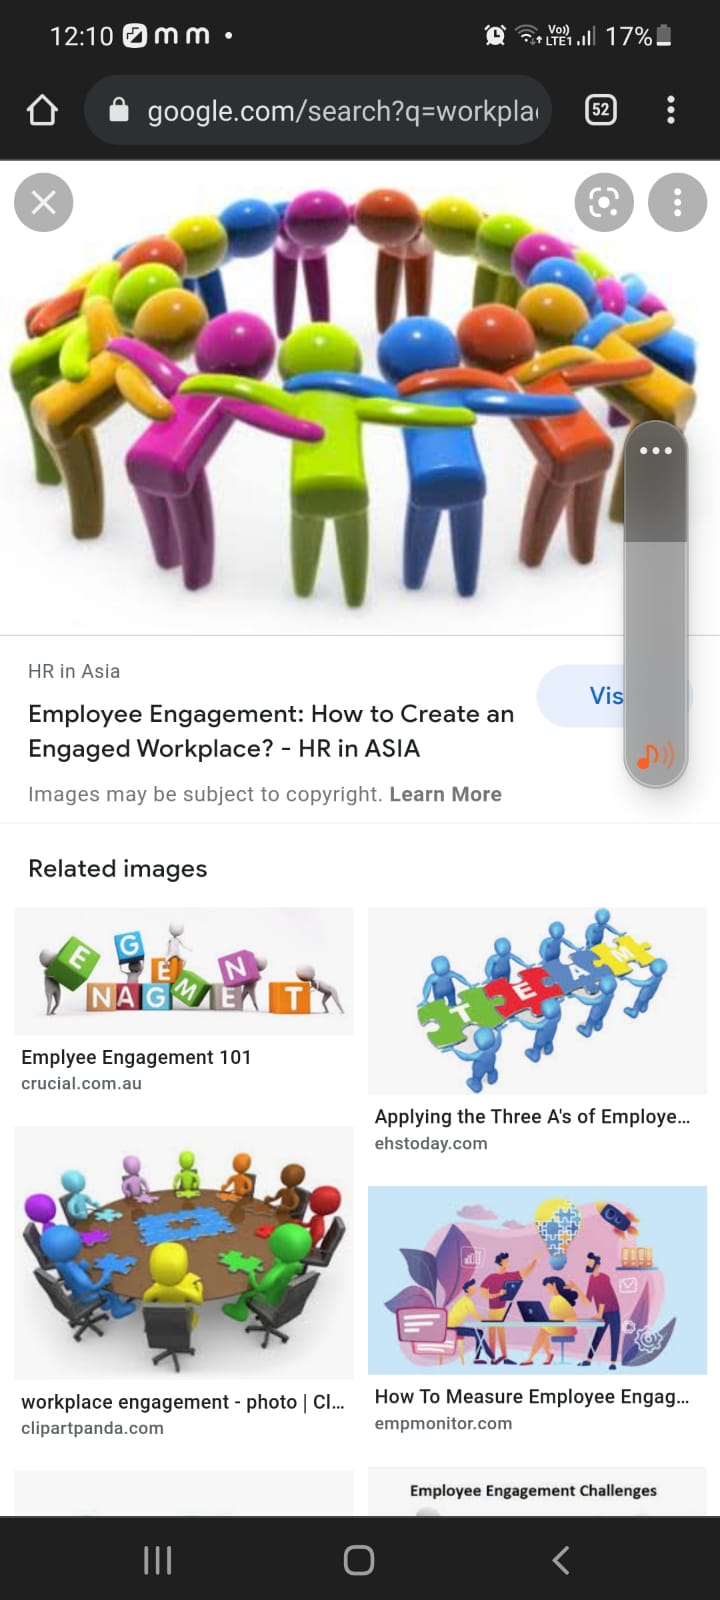 12:10
Vo))
LTE1
17%
google.com/search?q=workpla
52
HR in Asia
Vis
Employee Engagement: How to Create an
Engaged Workplace? - HR in ASIA
Images may be subject to copyright. Learn More
Related images
E G E N
NAGMENT
TEAM
Emplyee Engagement 101
crucial.com.au
Applying the Three A's of Employe...
ehstoday.com
workplace engagement - photo | Cl...
clipartpanda.com
How To Measure Employee Engag...
empmonitor.com
Employee Engagement Challenges